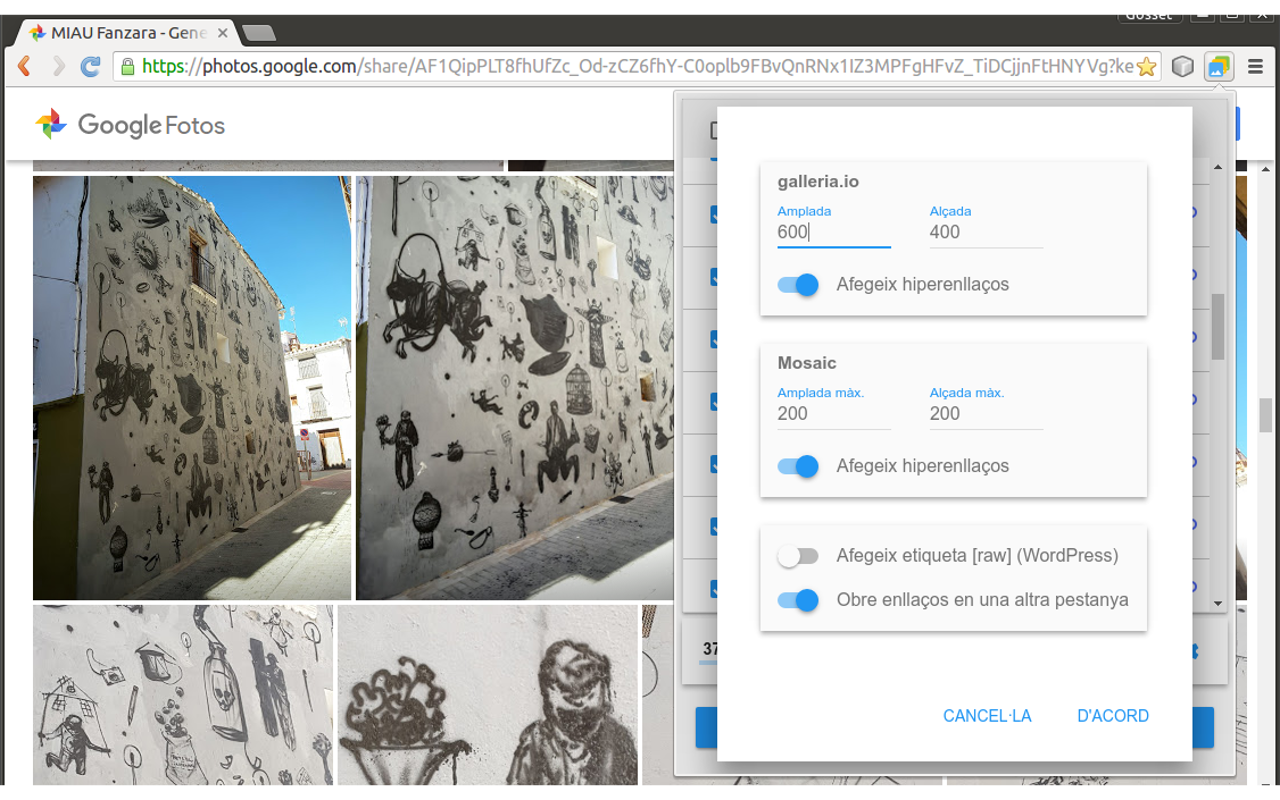 Gosset
MIAU Fanzara - Gene
https://photos.google.com/share/AF1QipPLT8fhUfZc_Od-zCZ6fhY-C0oplb9FBvQnRNx1IZ3MPFgHFvZ_TiDCjjnFtHNYVg?ke
Google Fotos
galleria.io
Amplada Alçada
600 400
Afegeix hiperenllaços
Mosaic
Amplada màx. Alçada màx.
200 200
Afegeix hiperenllaços
Afegeix etiqueta [raw] (WordPress)
Obre enllaços en una altra pestanya
37
CANCEL·LA D'ACORD